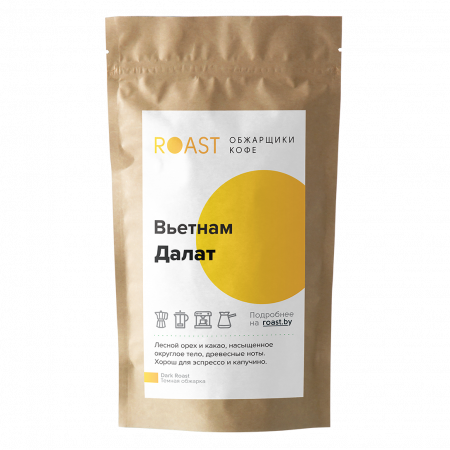 ROAST ОБЖАРЩИКИ
КОФЕ
Вьетнам
Далат
Подробнее
на roast.by
Лесной орех и какао, насыщенное
округлое тело, древесные ноты.
Хорош для эспрессо и капучино.
Dark Roast
Темная обжарка